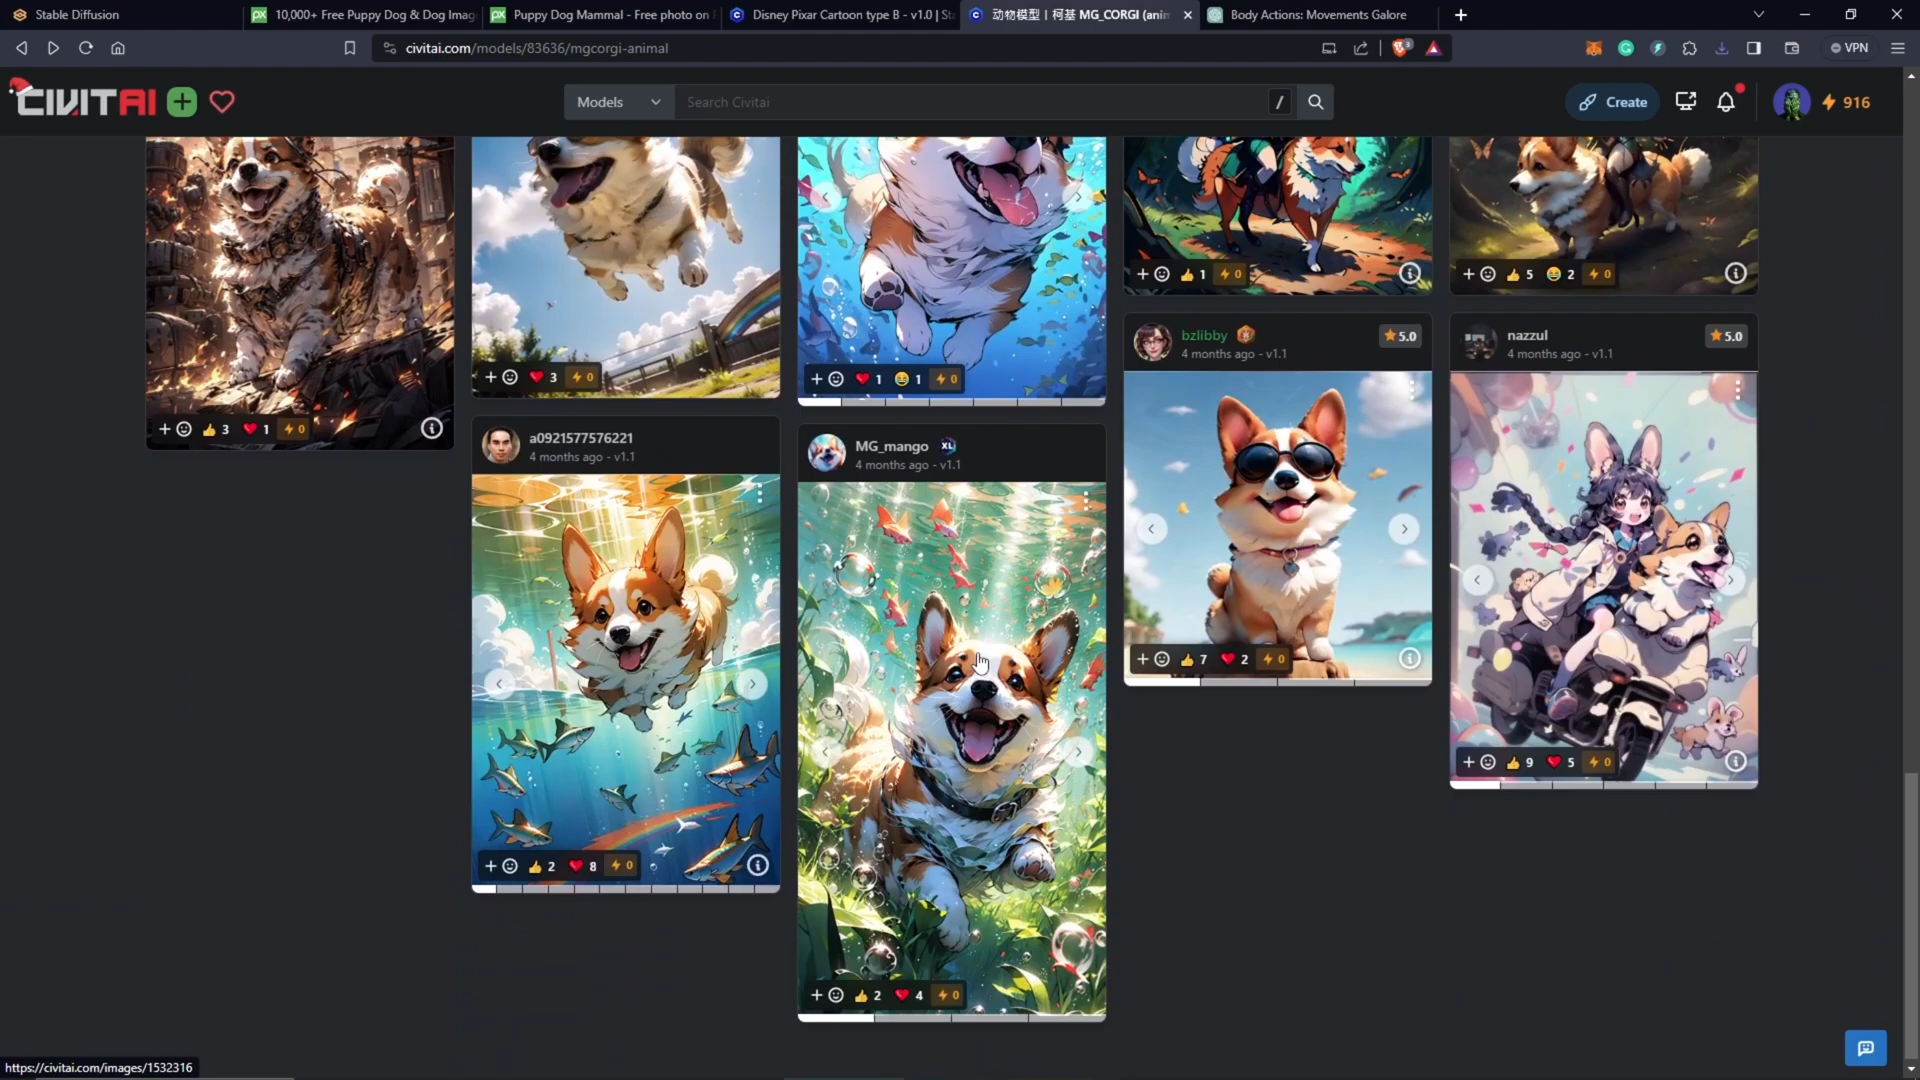 Stable Diffusion
10,000+ Free Puppy Dog & Dog Imag
Puppy Dog Mammal - Free photo on P
Disney Pixar Cartoon type B - v1.0 | Sta
动物模型丨柯基 MG_CORGI (anim
Body Actions: Movements Galore
civitai.com/models/83636/mgcorgi-animal
VPN
CIVITAI
Models
Search Civitai
/
Create
916
3 1 0
3 0
1 1 0
1 0
5 2 0
a0921577576221
4 months ago - v1.1
2 8 0
MG_mango XL
4 months ago - v1.1
2 4 0
bzlibby 5.0
4 months ago - v1.1
7 2 0
nazzul 5.0
4 months ago - v1.1
9 5 0
https://civitai.com/images/1532316